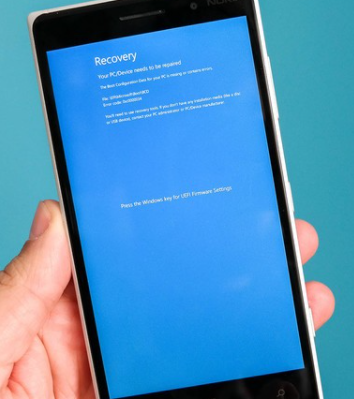 NOKIA
Recovery
Your PC/Device needs to be repaired
The Boot Configuration Data for your PC is missing or contains errors.
File: \EFI\Microsoft\Boot\BCD
Error code: 0xc000000f
You'll need to use recovery tools. If you don't have any installation media (like a disc
or USB device), contact your PC administrator or PC/Device manufacturer.
Press the Windows key for UEFI Firmware Settings